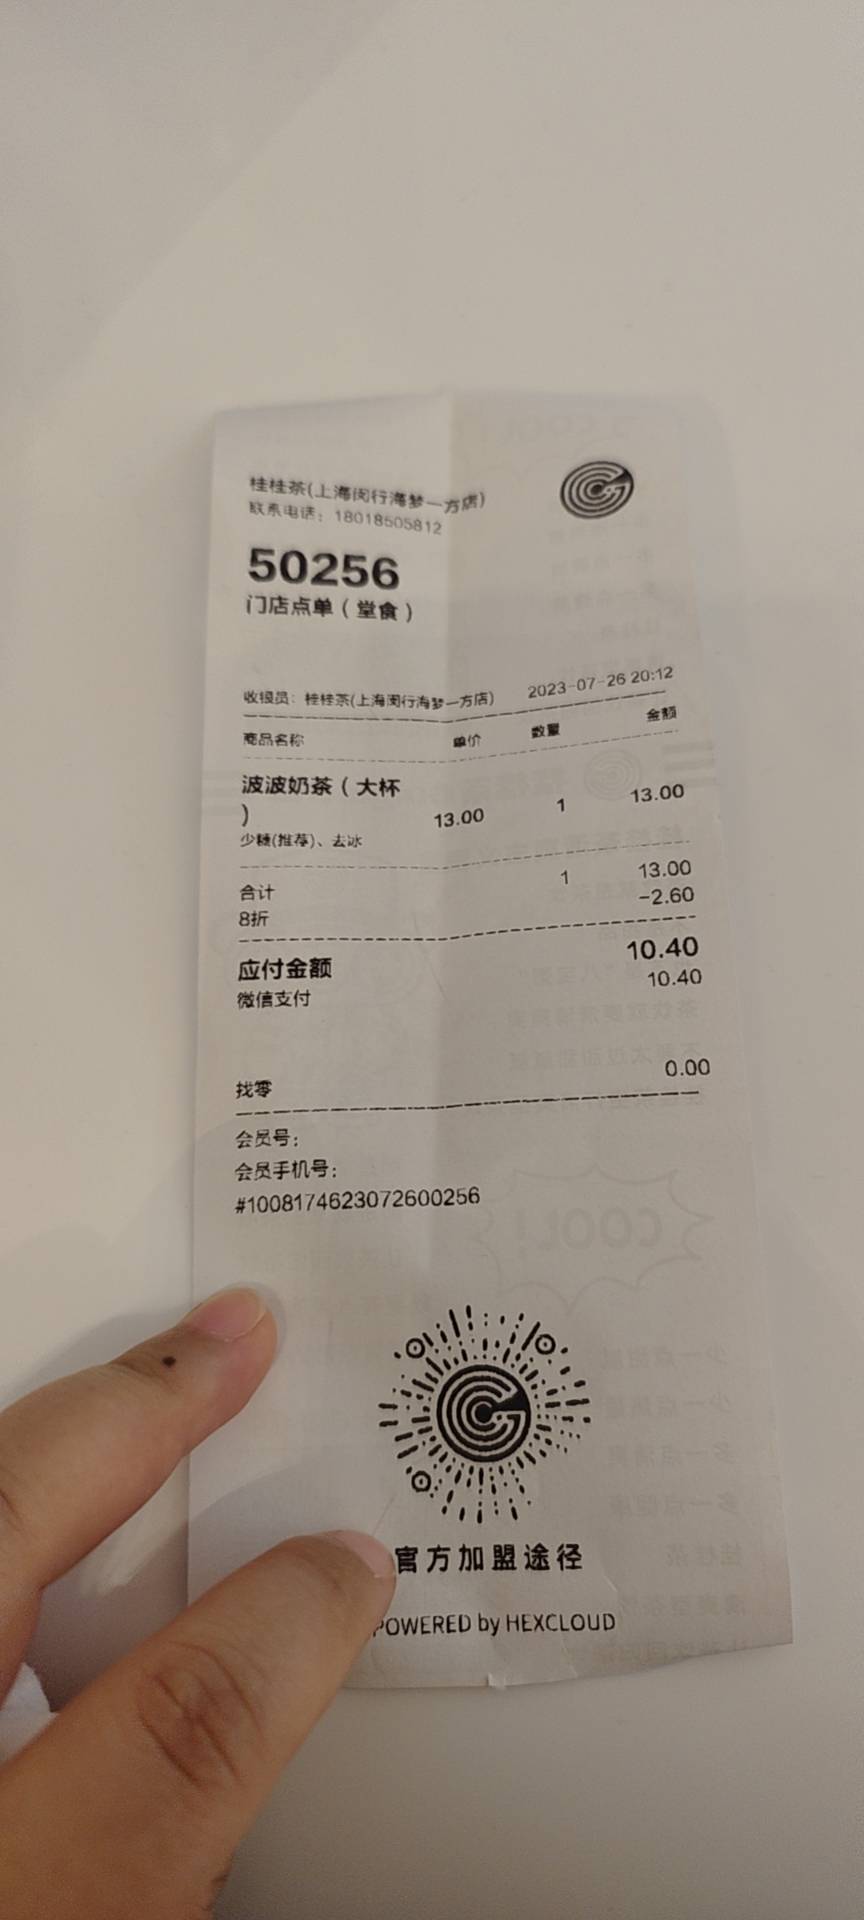 桂桂茶(上海闵行海梦一方店)
联系电话：18018505812
50256
门店点单（堂食）
收银员：桂桂茶(上海闵行海梦一方店) 2023-07-26 20:12
商品名称 单价 数量 金额
波波奶茶（大杯
） 13.00 1 13.00
少糖(推荐)、去冰
合计 1 13.00
8折 -2.60
应付金额 10.40
微信支付 10.40
找零 0.00
会员号：
会员手机号：
#1008174623072600256
官方加盟途径
POWERED by HEXCLOUD